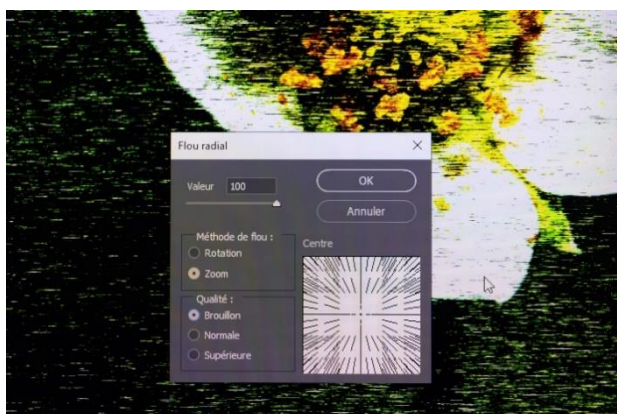 Flou radial
Valeur 100
OK
Annuler
Méthode de flou :
Rotation
Zoom
Centre
Qualité :
Brouillon
Normale
Supérieure